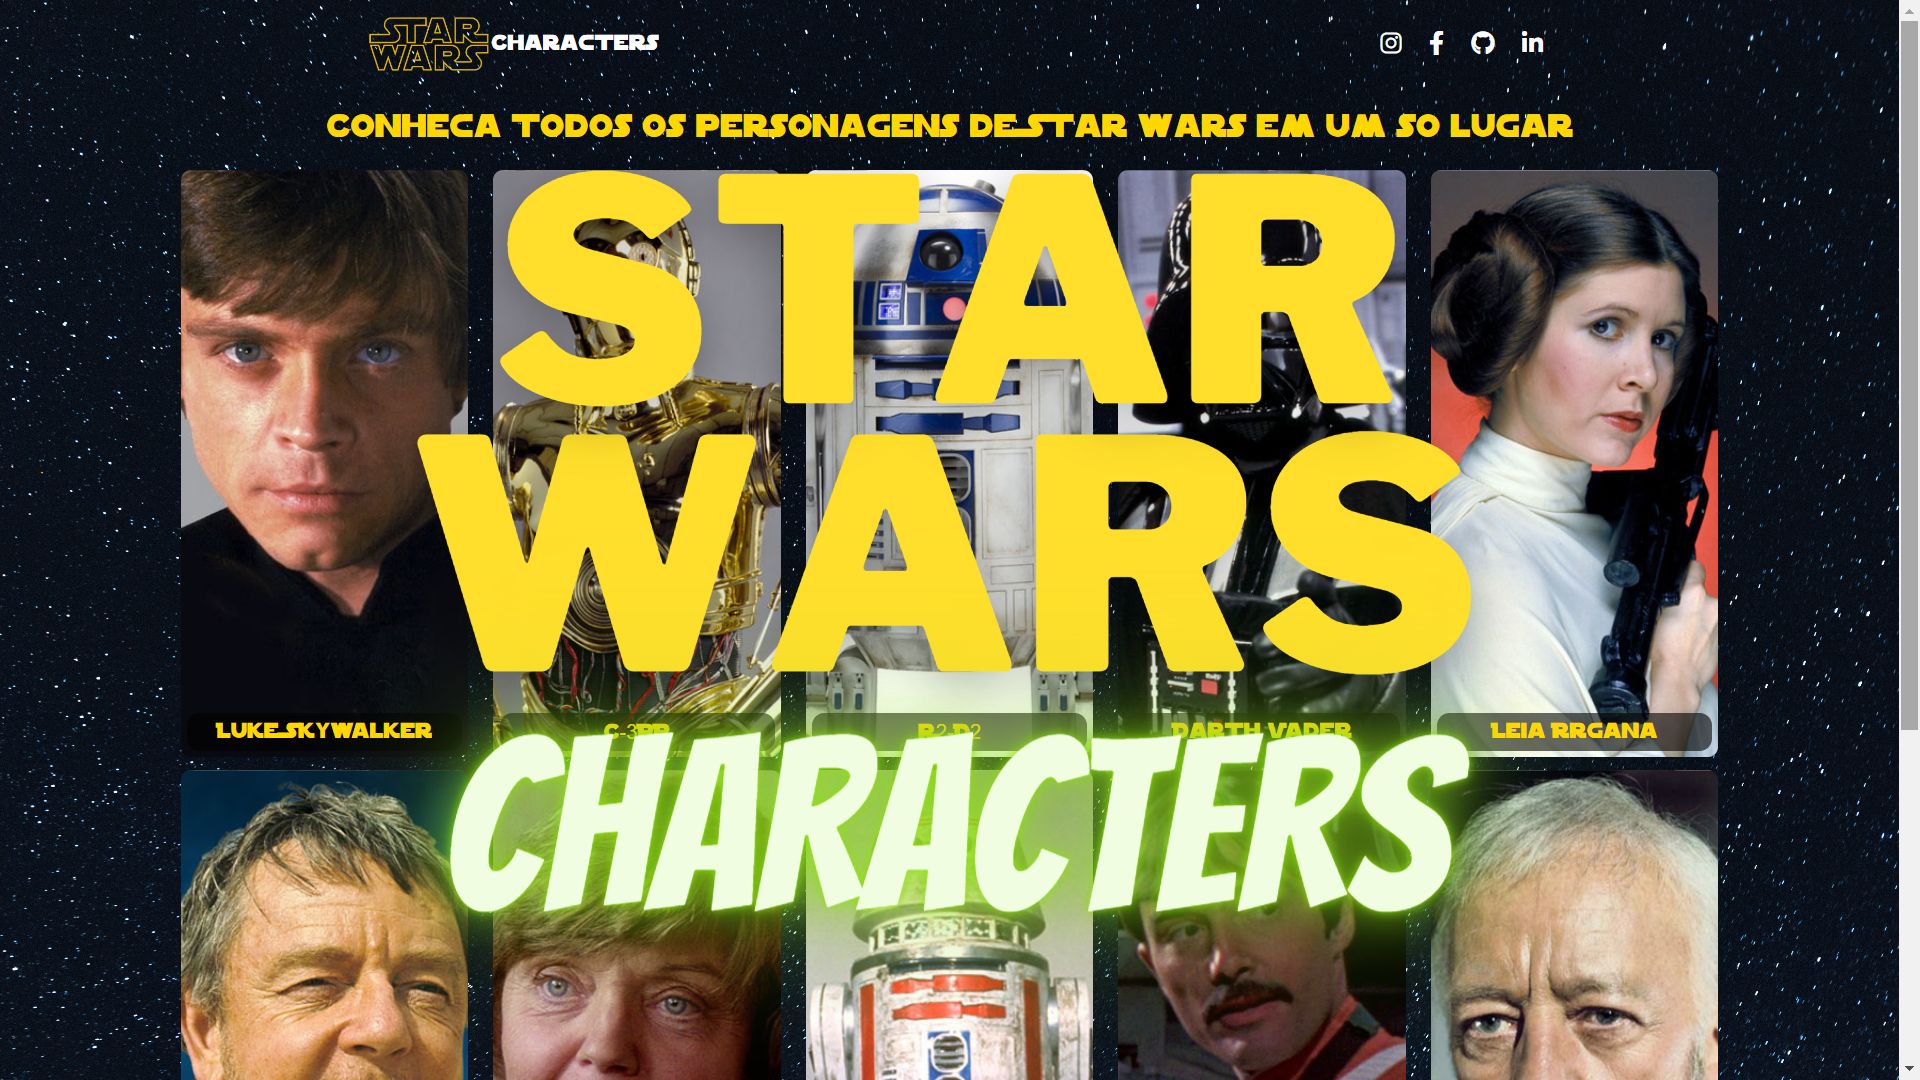 STAR
WARS
CHARACTERS
CONHECA TODOS OS PERSONAGENS DE STAR WARS EM UM SO LUGAR
STAR
WARS
LUKE SKYWALKER
R2-D2
DARTH VADER
LEIA RRGANA
CHARACTERS